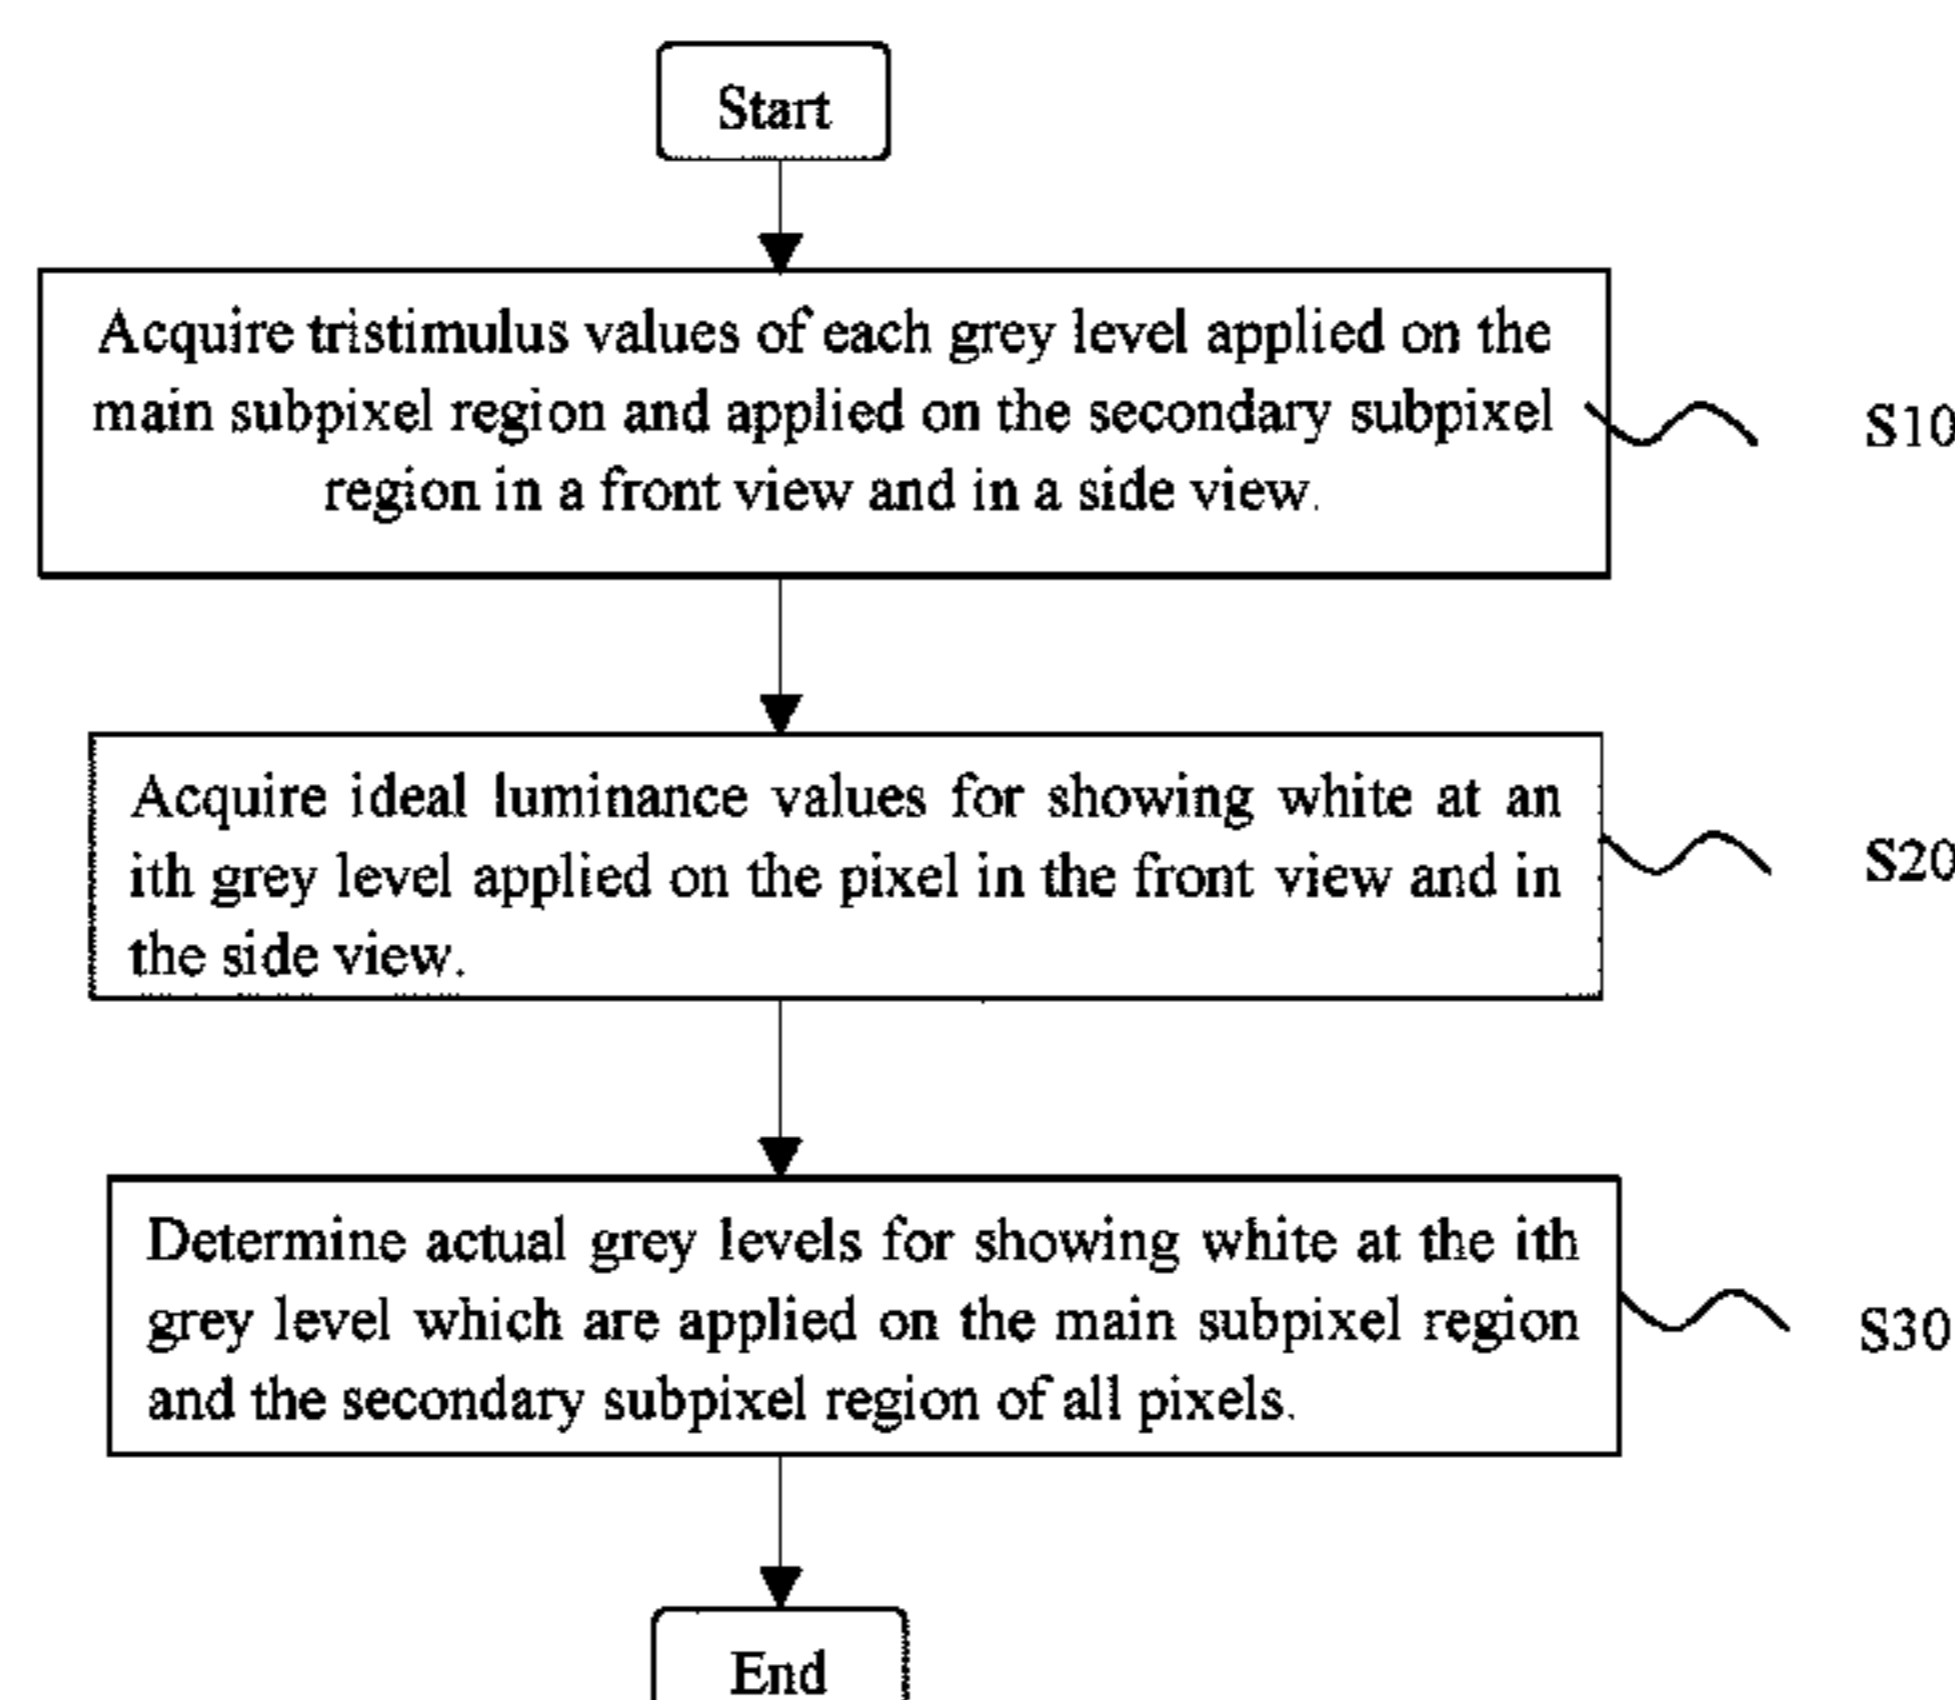 Start
Acquire tristimulus values of each grey level applied on the
main subpixel region and applied on the secondary subpixel
region in a front view and in a side view.
S10
Acquire ideal luminance values for showing white at an
ith grey level applied on the pixel in the front view and in
the side view.
S20
Determine actual grey levels for showing white at the ith
grey level which are applied on the main subpixel region
and the secondary subpixel region of all pixels.
S30
End